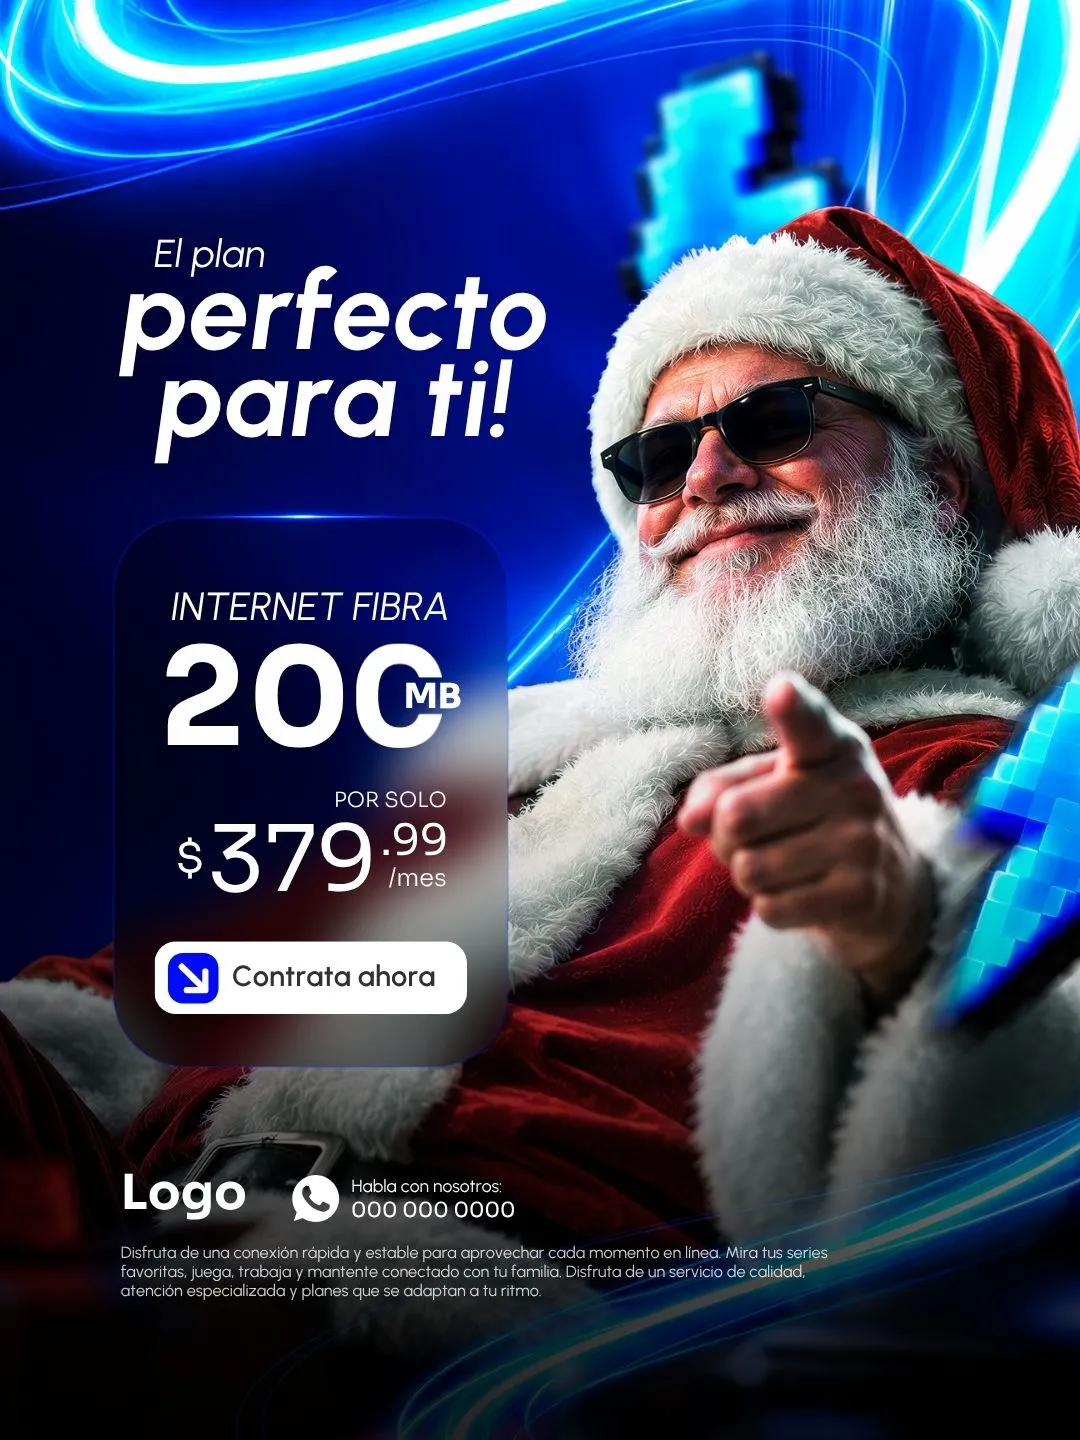 El plan
perfecto
para ti!
INTERNET FIBRA
200 MB
POR SOLO
$379.99
/mes
Contrata ahora
Logo
Habla con nosotros:
000 000 0000
Disfruta de una conexión rápida y estable para aprovechar cada momento en línea. Mira tus series
favoritas, juega, trabaja y mantente conectado con tu familia. Disfruta de un servicio de calidad,
atención especializada y planes que se adaptan a tu ritmo.